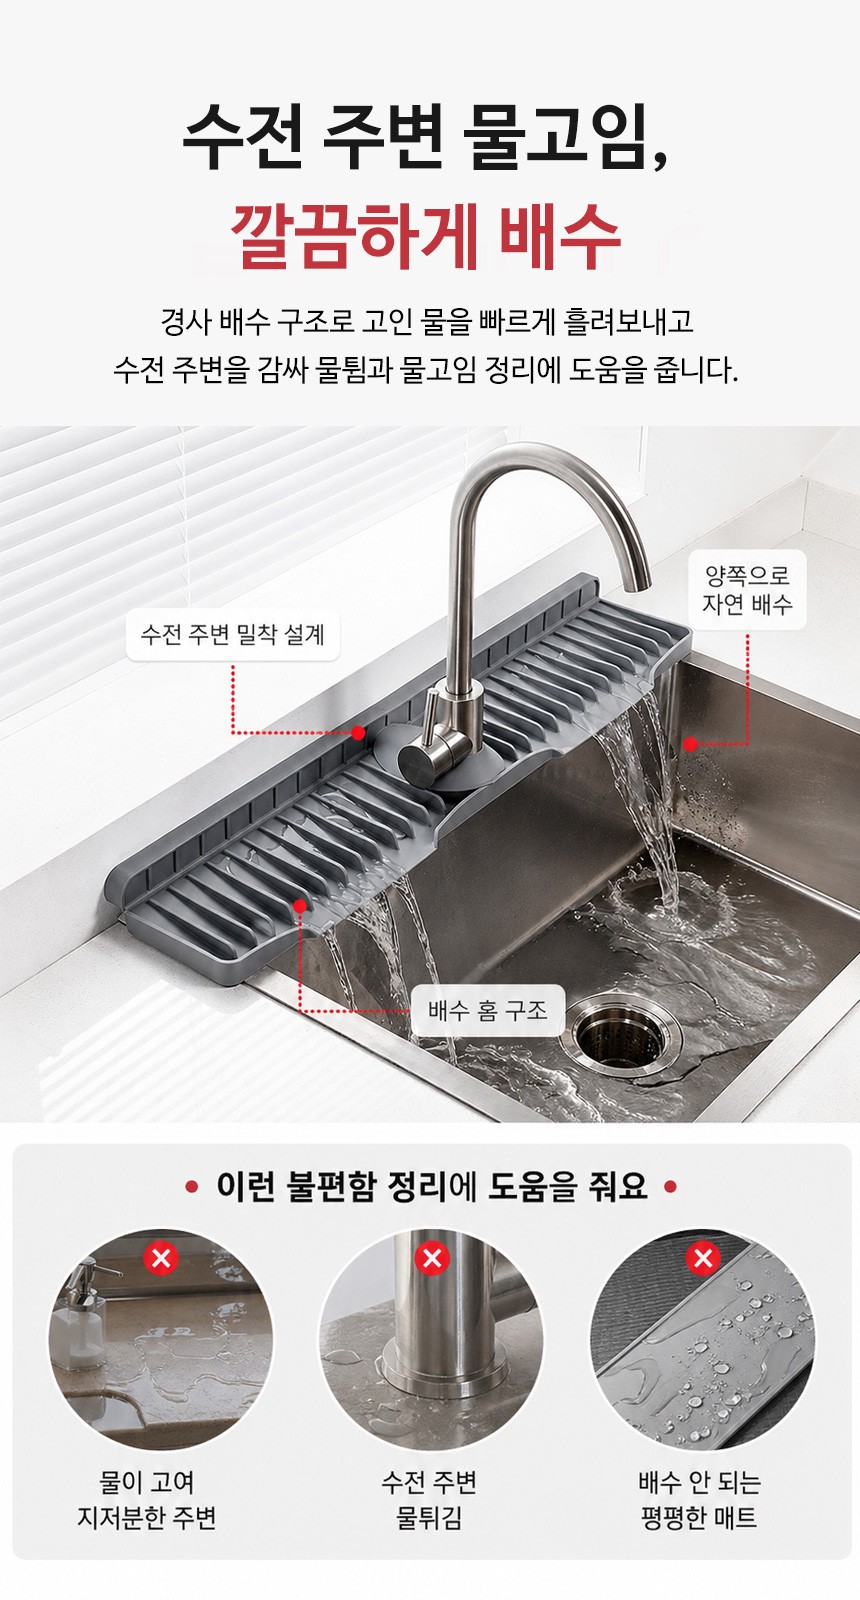 수전 주변 물고임,
깔끔하게 배수
경사 배수 구조로 고인 물을 빠르게 흘려보내고
수전 주변을 감싸 물튐과 물고임 정리에 도움을 줍니다.
양쪽으로
자연 배수
수전 주변 밀착 설계
배수 홈 구조
• 이런 불편함 정리에 도움을 줘요 •
물이 고여
지저분한 주변
수전 주변
물튀김
배수 안 되는
평평한 매트